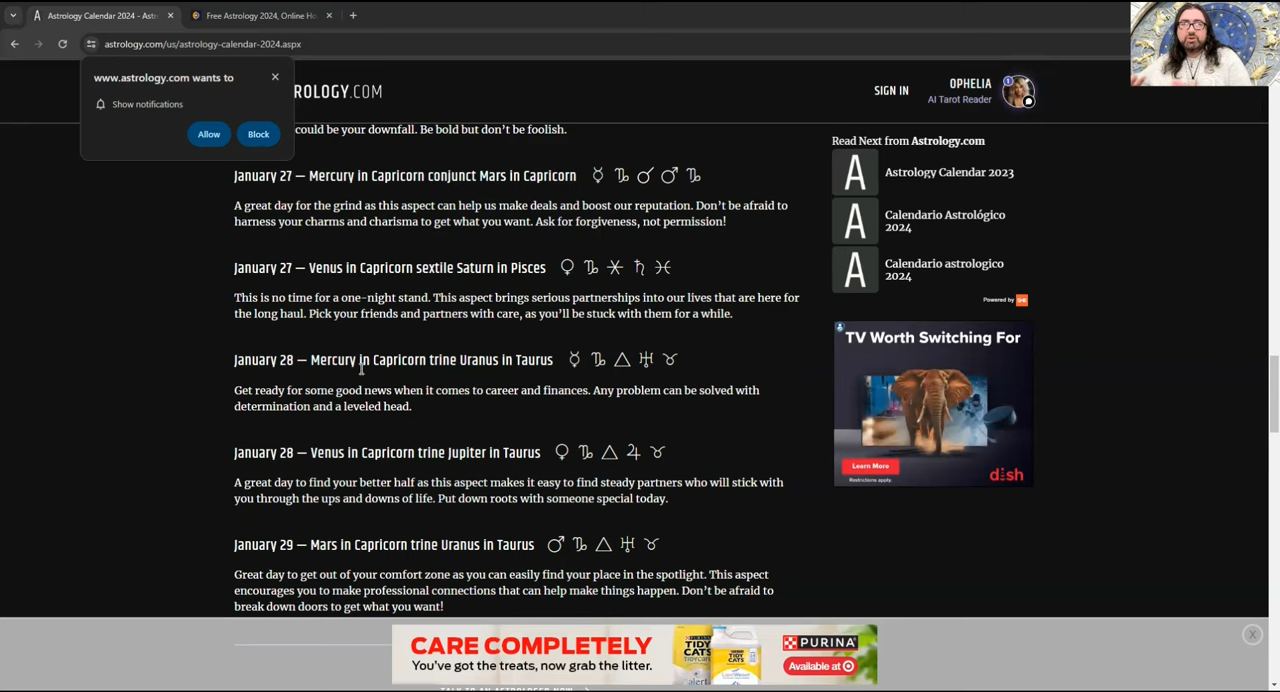 Astrology Calendar 2024 - Astr
Free Astrology 2024, Online Ho
astrology.com/us/astrology-calendar-2024.aspx
www.astrology.com wants to
Show notifications
Allow
Block
ROLOGY.COM
SIGN IN
OPHELIA
AI Tarot Reader
could be your downfall. Be bold but don't be foolish.
January 27 — Mercury in Capricorn conjunct Mars in Capricorn ☿ ♑ ☌ ♂ ♑
A great day for the grind as this aspect can help us make deals and boost our reputation. Don't be afraid to
harness your charms and charisma to get what you want. Ask for forgiveness, not permission!
January 27 — Venus in Capricorn sextile Saturn in Pisces ♀ ♑ ⚹ ♄ ♓
This is no time for a one-night stand. This aspect brings serious partnerships into our lives that are here for
the long haul. Pick your friends and partners with care, as you'll be stuck with them for a while.
January 28 — Mercury in Capricorn trine Uranus in Taurus ☿ ♑ △ ♅ ♉
Get ready for some good news when it comes to career and finances. Any problem can be solved with
determination and a leveled head.
January 28 — Venus in Capricorn trine Jupiter in Taurus ♀ ♑ △ ♃ ♉
A great day to find your better half as this aspect makes it easy to find steady partners who will stick with
you through the ups and downs of life. Put down roots with someone special today.
January 29 — Mars in Capricorn trine Uranus in Taurus ♂ ♑ △ ♅ ♉
Great day to get out of your comfort zone as you can easily find your place in the spotlight. This aspect
encourages you to make professional connections that can help make things happen. Don't be afraid to
break down doors to get what you want!
Read Next from Astrology.com
A
Astrology Calendar 2023
A
Calendario Astrológico
2024
A
Calendario astrologico
2024
Powered by
TV Worth Switching For
Learn More
Restrictions apply.
dish
CARE COMPLETELY
You've got the treats, now grab the litter.
TIDY
CATS
PURINA
Available at
TALK TO AN ASTROLOGER NOW